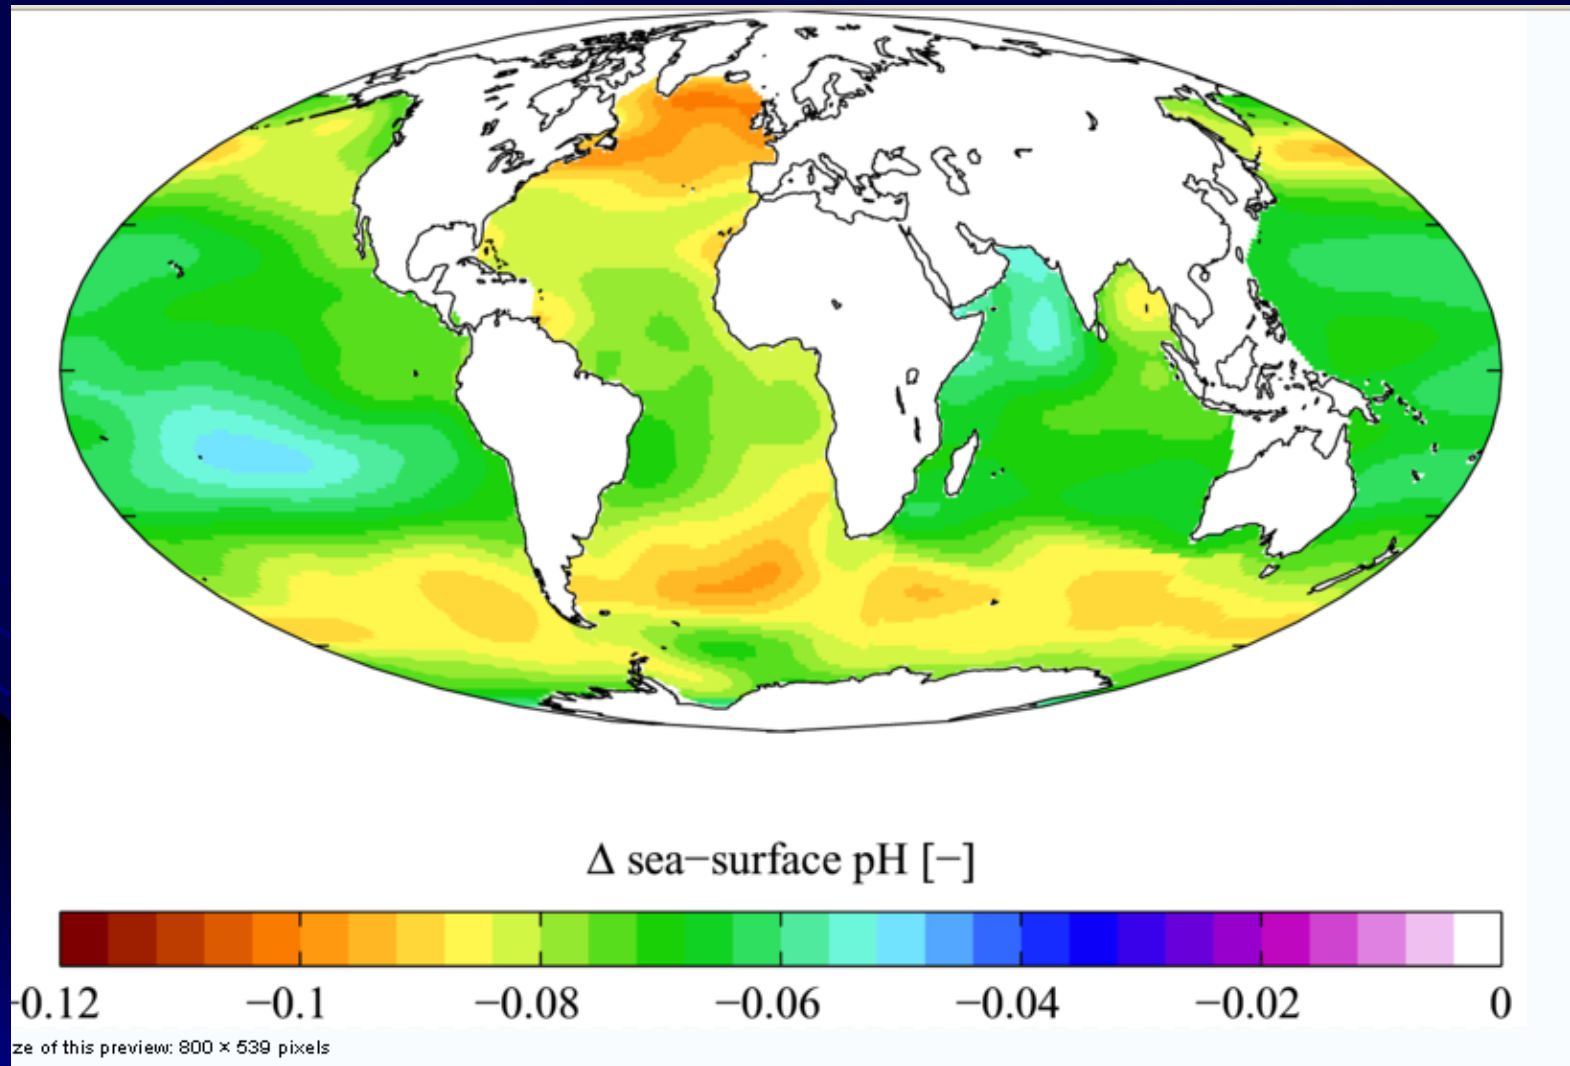 Δ sea−surface pH [−]
−0.12 −0.1 −0.08 −0.06 −0.04 −0.02 0
ze of this preview: 800 × 539 pixels